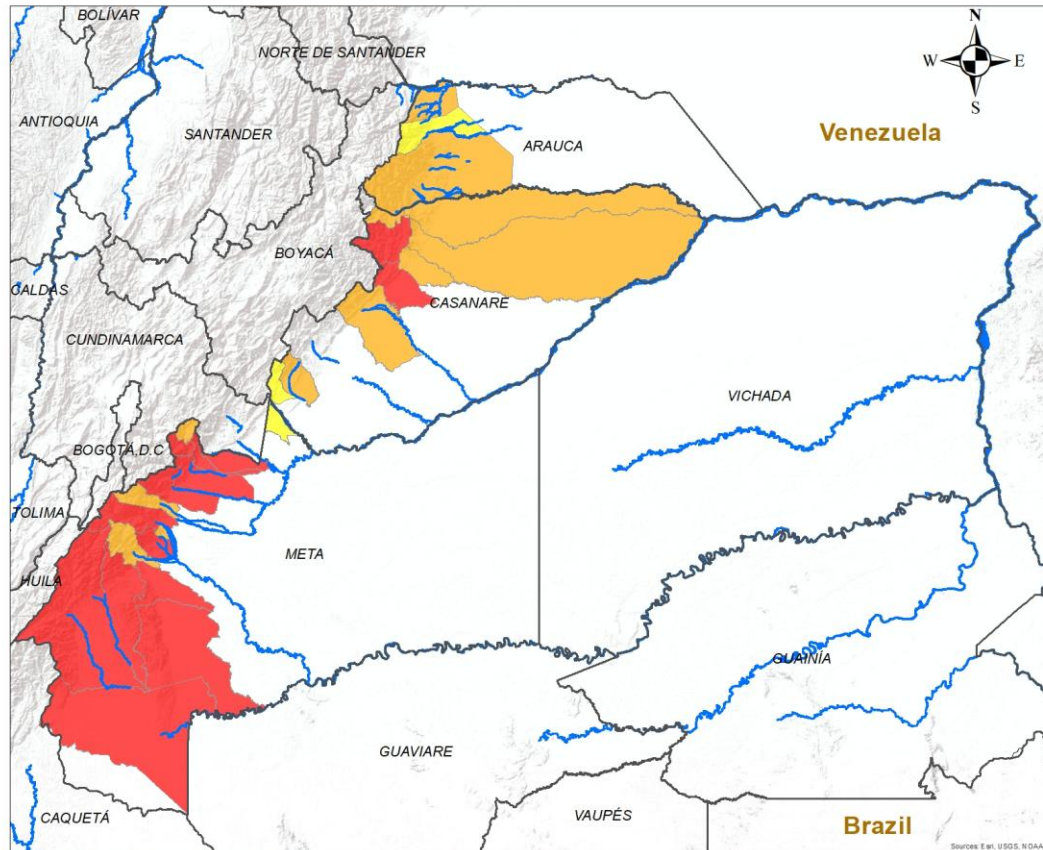 BOLÍVAR
N
NORTE DE SANTANDER
W E
S
ANTIOQUIA
SANTANDER
ARAUCA
Venezuela
BOYACÁ
CALDAS
CASANARE
CUNDINAMARCA
VICHADA
BOGOTÁ,D.C
TOLIMA
META
HUILA
GUAINÍA
GUAVIARE
CAQUETÁ
VAUPÉS
Brazil
Sources: Esri, USGS, NOAA